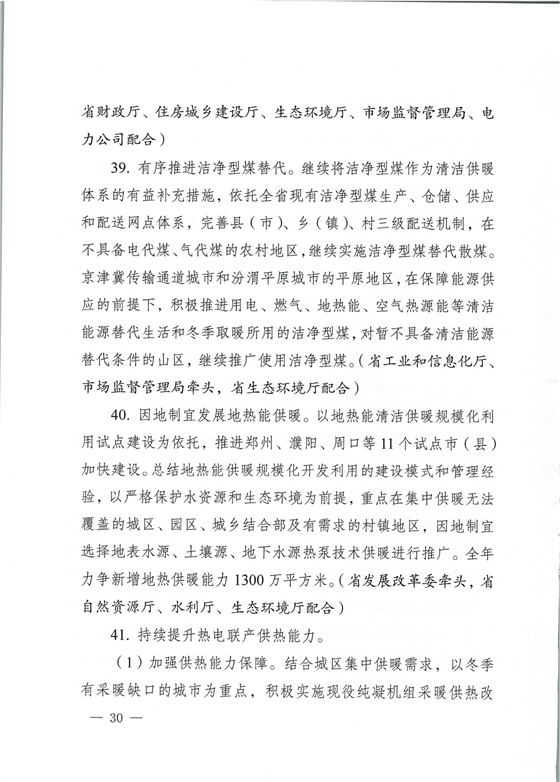 省财政厅、住房城乡建设厅、生态环境厅、市场监督管理局、电
力公司配合）
39. 有序推进洁净型煤替代。继续将洁净型煤作为清洁供暖
体系的有益补充措施，依托全省现有洁净型煤生产、仓储、供应
和配送网点体系，完善县（市）、乡（镇）、村三级配送机制，在
不具备电代煤、气代煤的农村地区，继续实施洁净型煤替代散煤。
京津冀传输通道城市和汾渭平原城市的平原地区，在保障能源供
应的前提下，积极推进用电、燃气、地热能、空气热源能等清洁
能源替代生活和冬季取暖所用的洁净型煤，对暂不具备清洁能源
替代条件的山区，继续推广使用洁净型煤。（省工业和信息化厅、
市场监督管理局牵头，省生态环境厅配合）
40. 因地制宜发展地热能供暖。以地热能清洁供暖规模化利
用试点建设为依托，推进郑州、濮阳、周口等 11 个试点市（县）
加快建设。总结地热能供暖规模化开发利用的建设模式和管理经
验，以严格保护水资源和生态环境为前提，重点在集中供暖无法
覆盖的城区、园区、城乡结合部及有需求的村镇地区，因地制宜
选择地表水源、土壤源、地下水源热泵技术供暖进行推广。全年
力争新增地热供暖能力 1300 万平方米。（省发展改革委牵头，省
自然资源厅、水利厅、生态环境厅配合）
41. 持续提升热电联产供热能力。
（1）加强供热能力保障。结合城区集中供暖需求，以冬季
有采暖缺口的城市为重点，积极实施现役纯凝机组采暖供热改
— 30 —